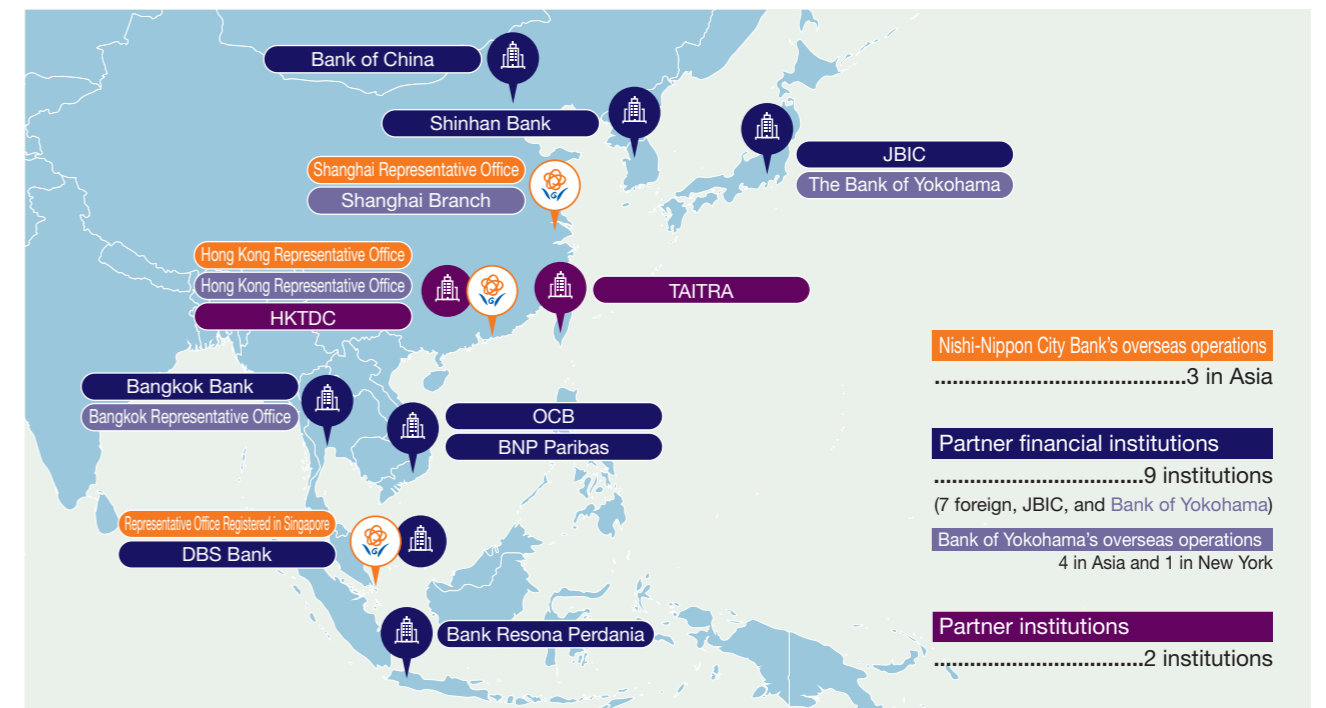 Bank of China
Shinhan Bank
JBIC
The Bank of Yokohama
Shanghai Representative Office
Shanghai Branch
Hong Kong Representative Office
Hong Kong Representative Office
HKTDC
TAITRA
Bangkok Bank
Bangkok Representative Office
OCB
BNP Paribas
Representative Office Registered in Singapore
DBS Bank
Bank Resona Perdania
Nishi-Nippon City Bank's overseas operations
..........................................3 in Asia
Partner financial institutions
...................................9 institutions
(7 foreign, JBIC, and Bank of Yokohama)
Bank of Yokohama's overseas operations
4 in Asia and 1 in New York
Partner institutions
...................................2 institutions